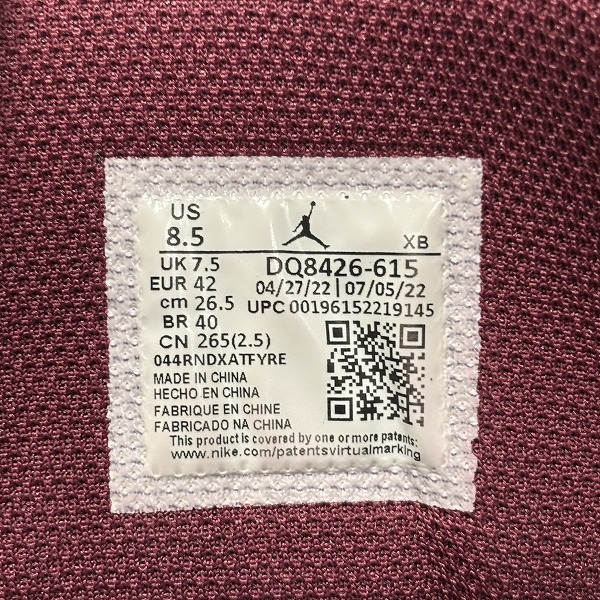 US
8.5
XB
UK 7.5
DQ8426-615
EUR 42
04/27/22 | 07/05/22
cm 26.5
UPC 00196152219145
BR 40
CN 265(2.5)
044RNDXATFYRE
MADE IN CHINA
HECHO EN CHINA
FABRIQUE EN CHINE
FABRICADO NA CHINA
This product is covered by one or more patents:
www.nike.com/patentsvirtualmarking